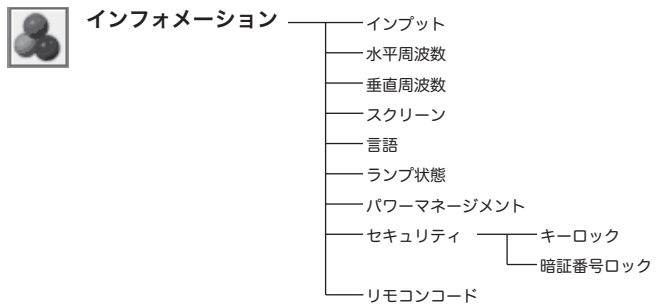 インフォメーション
インプット
水平周波数
垂直周波数
スクリーン
言語
ランプ状態
パワーマネージメント
セキュリティ キーロック
暗証番号ロック
リモコンコード